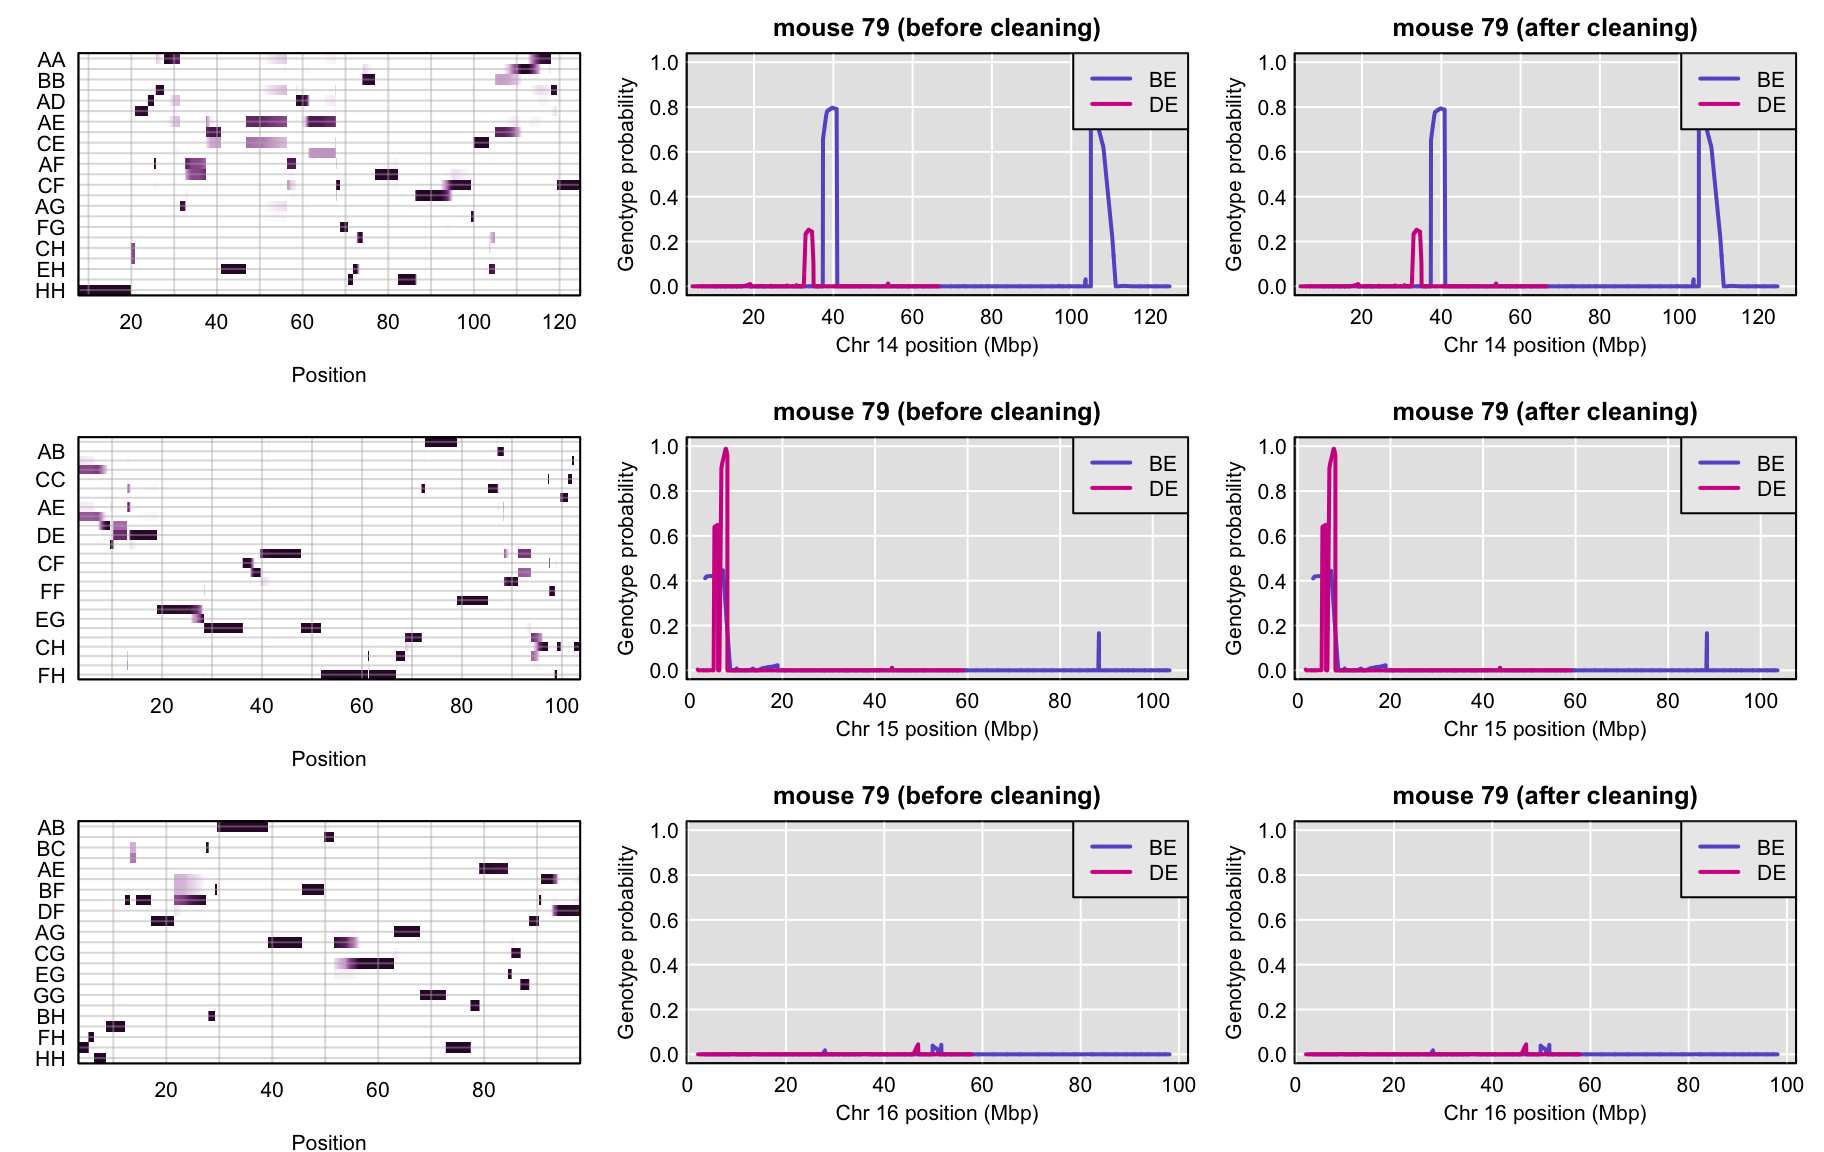 mouse 79 (before cleaning)
mouse 79 (after cleaning)
AA
BB
AD
AE
CE
AF
CF
AG
FG
CH
EH
HH
20 40 60 80 100 120
Position
Genotype probability
1.0
0.8
0.6
0.4
0.2
0.0
BE
DE
20 40 60 80 100 120
Chr 14 position (Mbp)
Genotype probability
1.0
0.8
0.6
0.4
0.2
0.0
BE
DE
20 40 60 80 100 120
Chr 14 position (Mbp)
mouse 79 (before cleaning)
mouse 79 (after cleaning)
AB
CC
AE
DE
CF
FF
EG
CH
FH
20 40 60 80 100
Position
Genotype probability
1.0
0.8
0.6
0.4
0.2
0.0
BE
DE
0 20 40 60 80 100
Chr 15 position (Mbp)
Genotype probability
1.0
0.8
0.6
0.4
0.2
0.0
BE
DE
0 20 40 60 80 100
Chr 15 position (Mbp)
mouse 79 (before cleaning)
mouse 79 (after cleaning)
AB
BC
AE
BF
DF
AG
CG
EG
GG
BH
FH
HH
20 40 60 80
Position
Genotype probability
1.0
0.8
0.6
0.4
0.2
0.0
BE
DE
0 20 40 60 80 100
Chr 16 position (Mbp)
Genotype probability
1.0
0.8
0.6
0.4
0.2
0.0
BE
DE
0 20 40 60 80 100
Chr 16 position (Mbp)